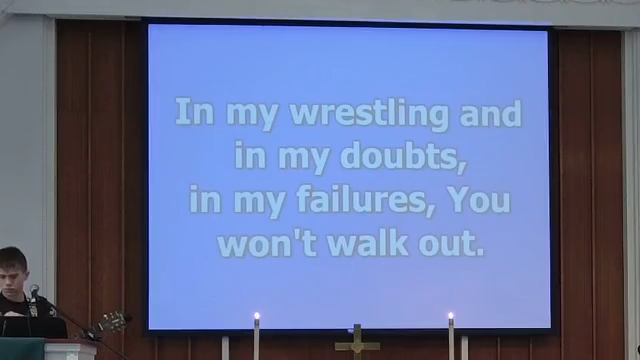 In my wrestling and
in my doubts,
in my failures, You
won't walk out.